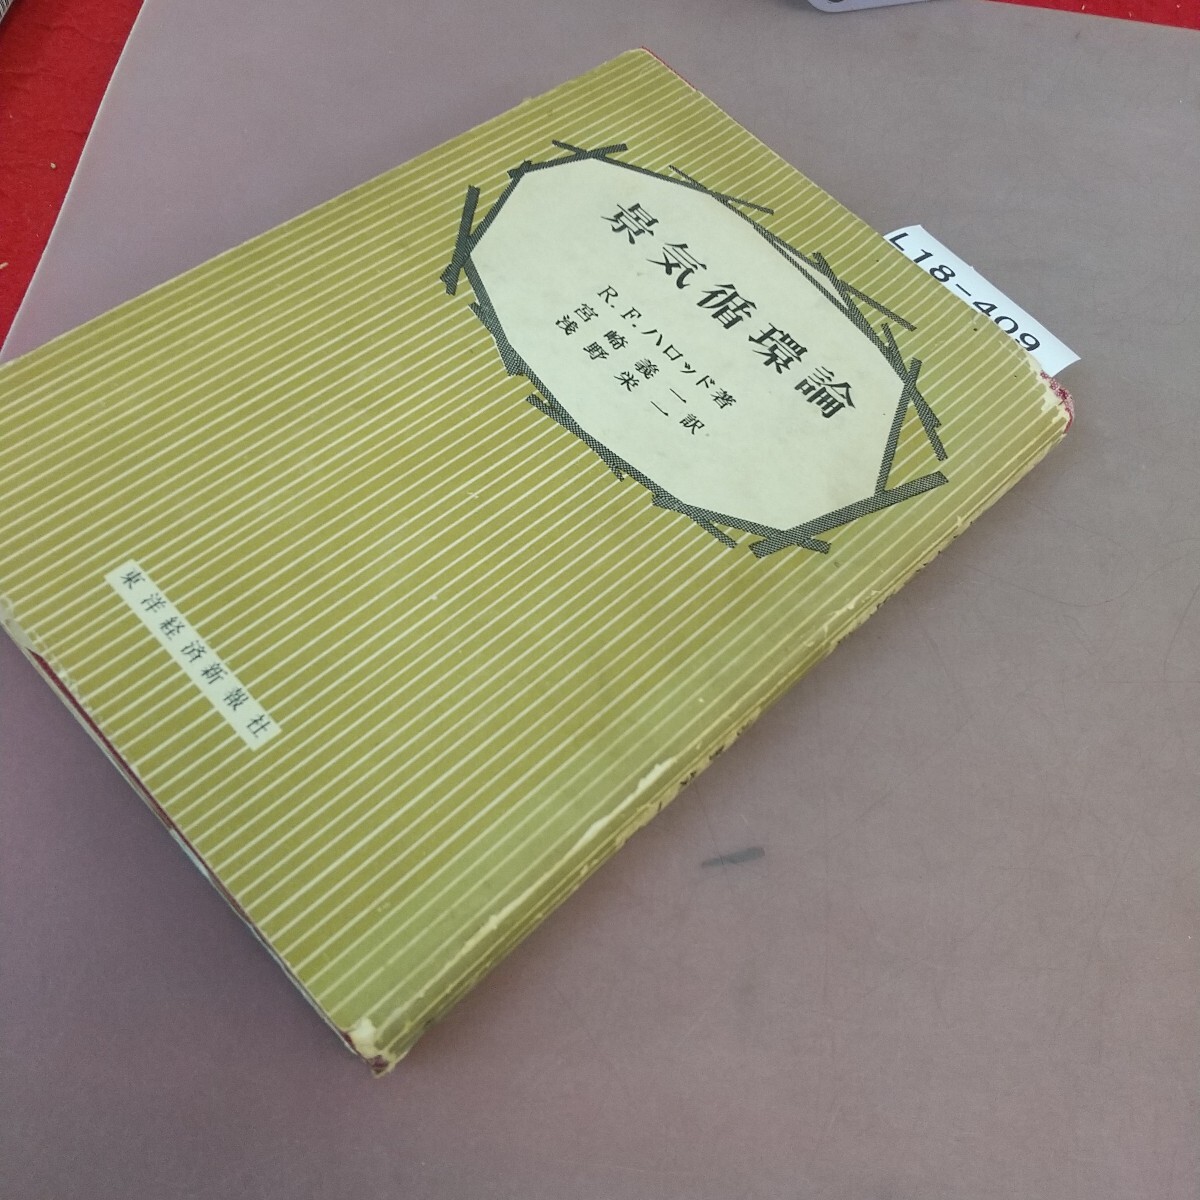 景気循環論
R.F.ハロッド著
宮崎義一
浅野栄一訳
東洋経済新報社
L18-409